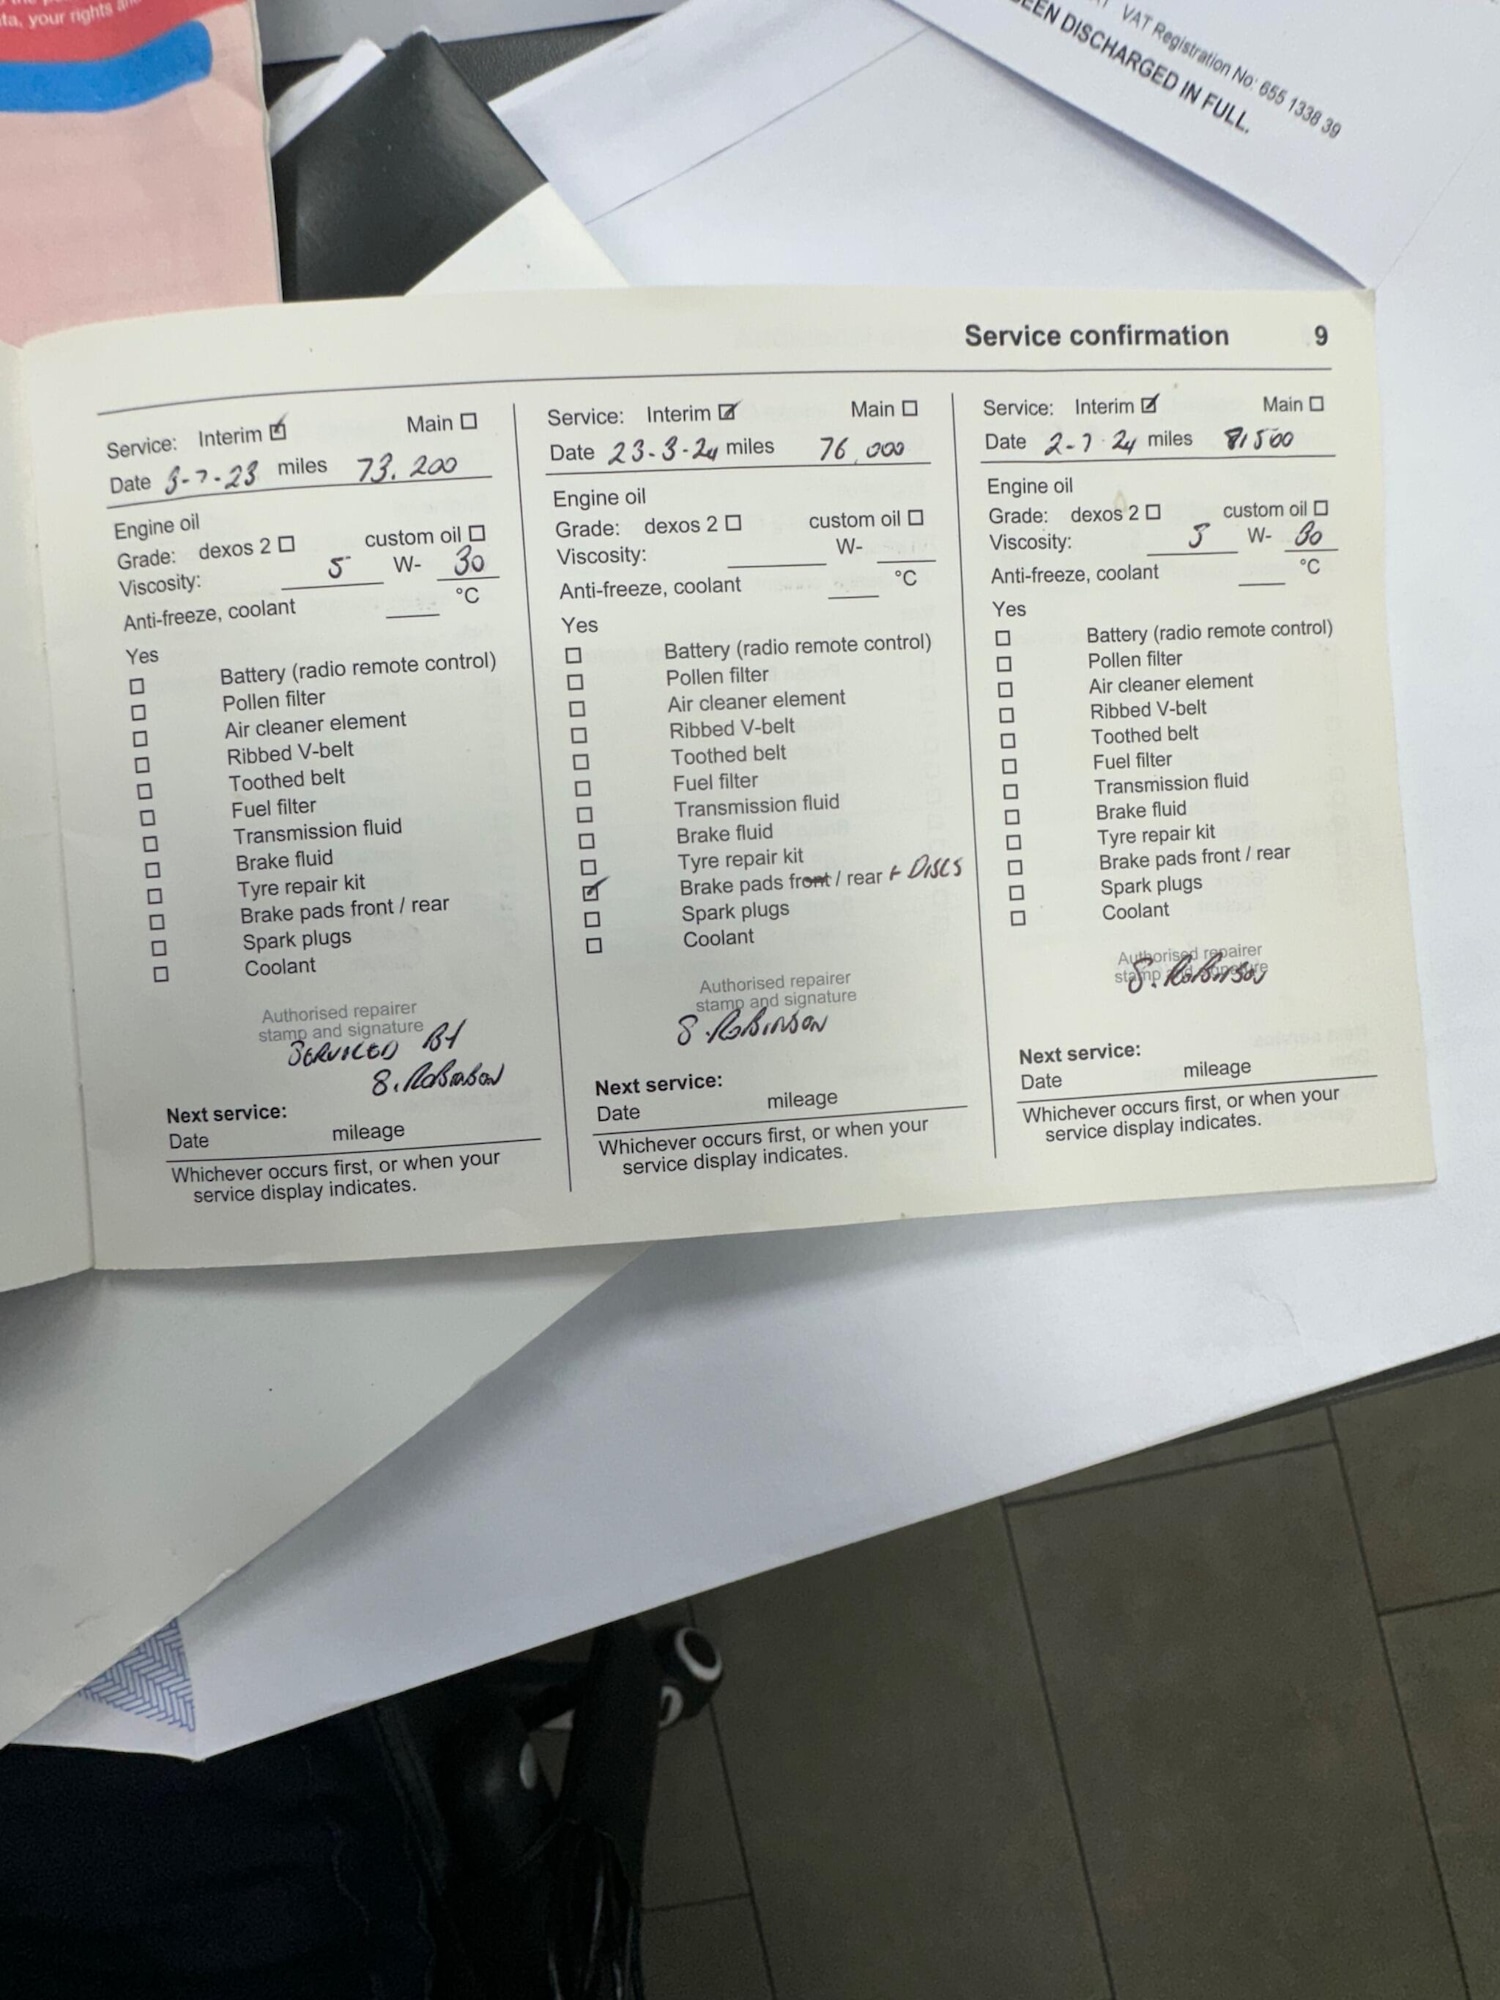 ta, your rights
VAT Registration No: 655 1338 39
EEN DISCHARGED IN FULL.
Service confirmation 9
Service: Interim ☑ Main ☐
Date 3-7-23 miles 73.200
Engine oil
Grade: dexos 2 ☐ custom oil ☐
Viscosity: 5 W- 30
Anti-freeze, coolant °C
Yes
☐ Battery (radio remote control)
☐ Pollen filter
☐ Air cleaner element
☐ Ribbed V-belt
☐ Toothed belt
☐ Fuel filter
☐ Transmission fluid
☐ Brake fluid
☐ Tyre repair kit
☐ Brake pads front / rear
☐ Spark plugs
☐ Coolant
Authorised repairer
stamp and signature
SERVICED BY
S. ROBINSON
Next service:
Date mileage
Whichever occurs first, or when your
service display indicates.
Service: Interim ☑ Main ☐
Date 23-3-24 miles 76,000
Engine oil
Grade: dexos 2 ☐ custom oil ☐
Viscosity: W-
Anti-freeze, coolant °C
Yes
☐ Battery (radio remote control)
☐ Pollen filter
☐ Air cleaner element
☐ Ribbed V-belt
☐ Toothed belt
☐ Fuel filter
☐ Transmission fluid
☐ Brake fluid
☐ Tyre repair kit
☑ Brake pads front / rear + DISCS
☐ Spark plugs
☐ Coolant
Authorised repairer
stamp and signature
S. ROBINSON
Next service:
Date mileage
Whichever occurs first, or when your
service display indicates.
Service: Interim ☑ Main ☐
Date 2-7-24 miles 81500
Engine oil
Grade: dexos 2 ☐ custom oil ☐
Viscosity: 5 W- 30
Anti-freeze, coolant °C
Yes
☐ Battery (radio remote control)
☐ Pollen filter
☐ Air cleaner element
☐ Ribbed V-belt
☐ Toothed belt
☐ Fuel filter
☐ Transmission fluid
☐ Brake fluid
☐ Tyre repair kit
☐ Brake pads front / rear
☐ Spark plugs
☐ Coolant
Authorised repairer
stamp and signature
S. ROBINSON
Next service:
Date mileage
Whichever occurs first, or when your
service display indicates.